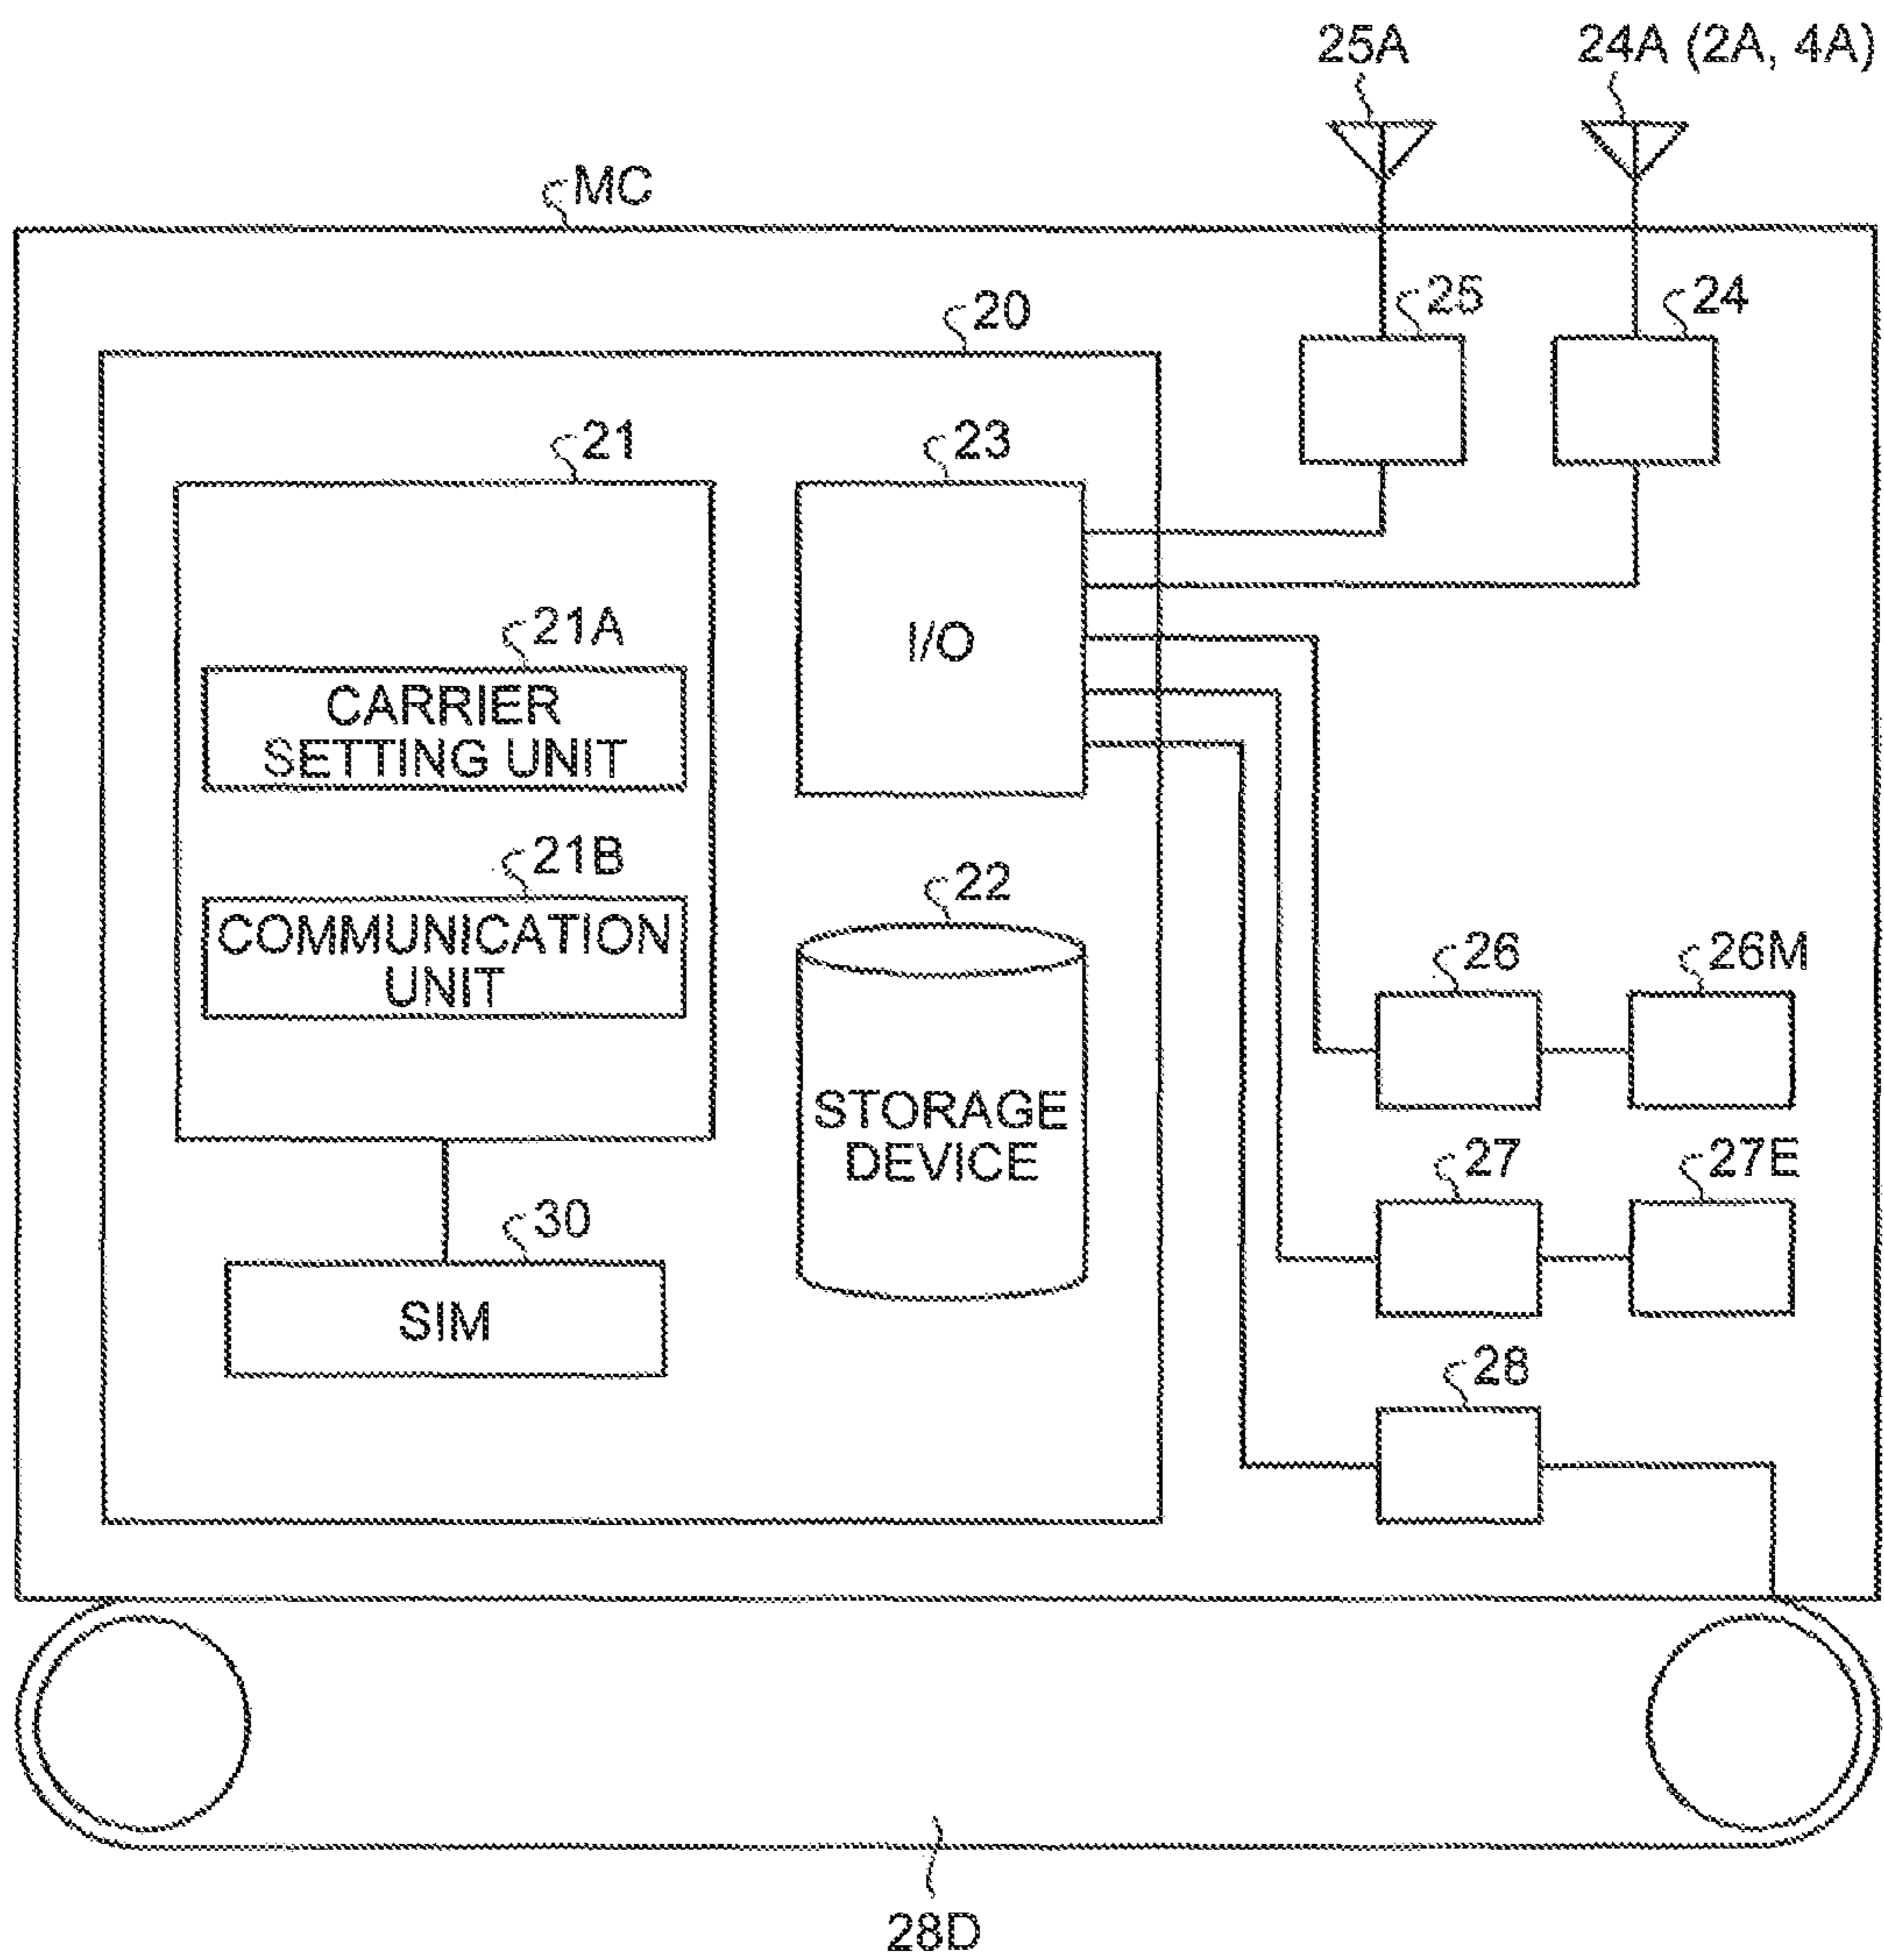 25A
24A (2A, 4A)
MC
25
24
20
21
23
21A
I/O
CARRIER
SETTING UNIT
21B
22
COMMUNICATION
UNIT
26
26M
STORAGE
DEVICE
27
27E
30
SIM
28
28D